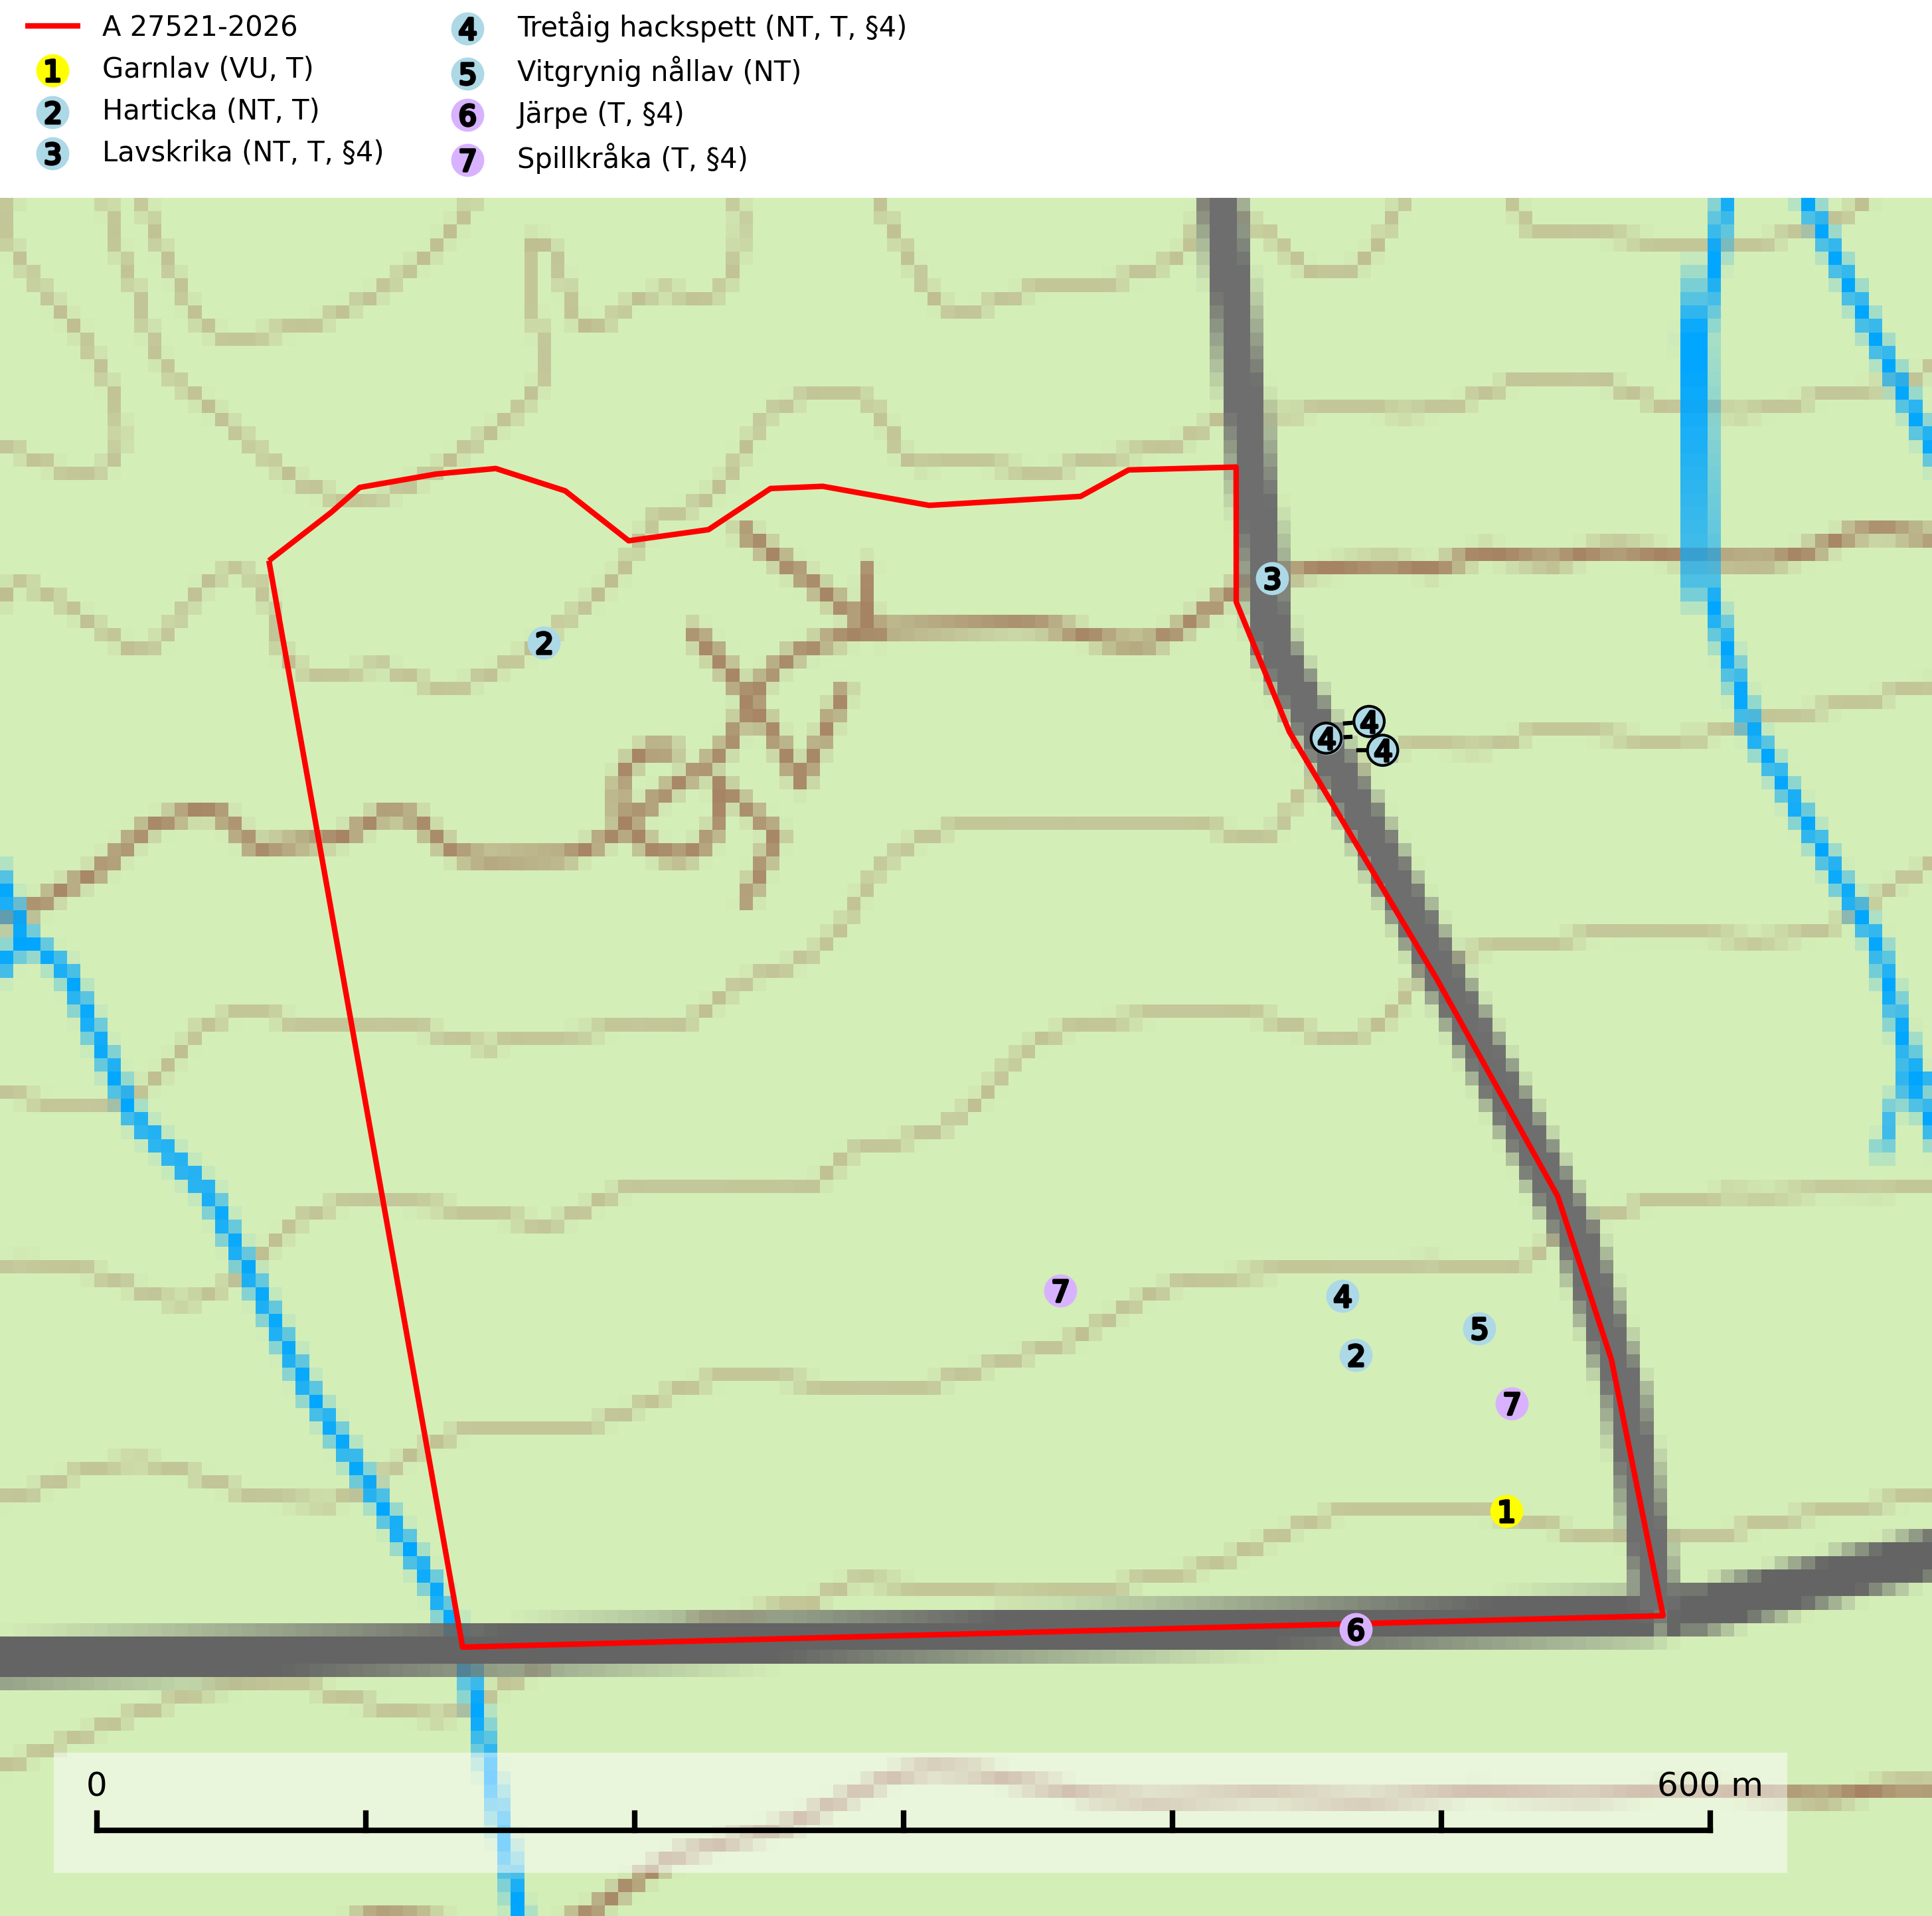 A 27521-2026
1 Garnlav (VU, T)
2 Harticka (NT, T)
3 Lavskrika (NT, T, §4)
4 Tretåig hackspett (NT, T, §4)
5 Vitgrynig nållav (NT)
6 Järpe (T, §4)
7 Spillkråka (T, §4)
3
2
4
4
4
7
4
5
2
7
1
6
0
600 m